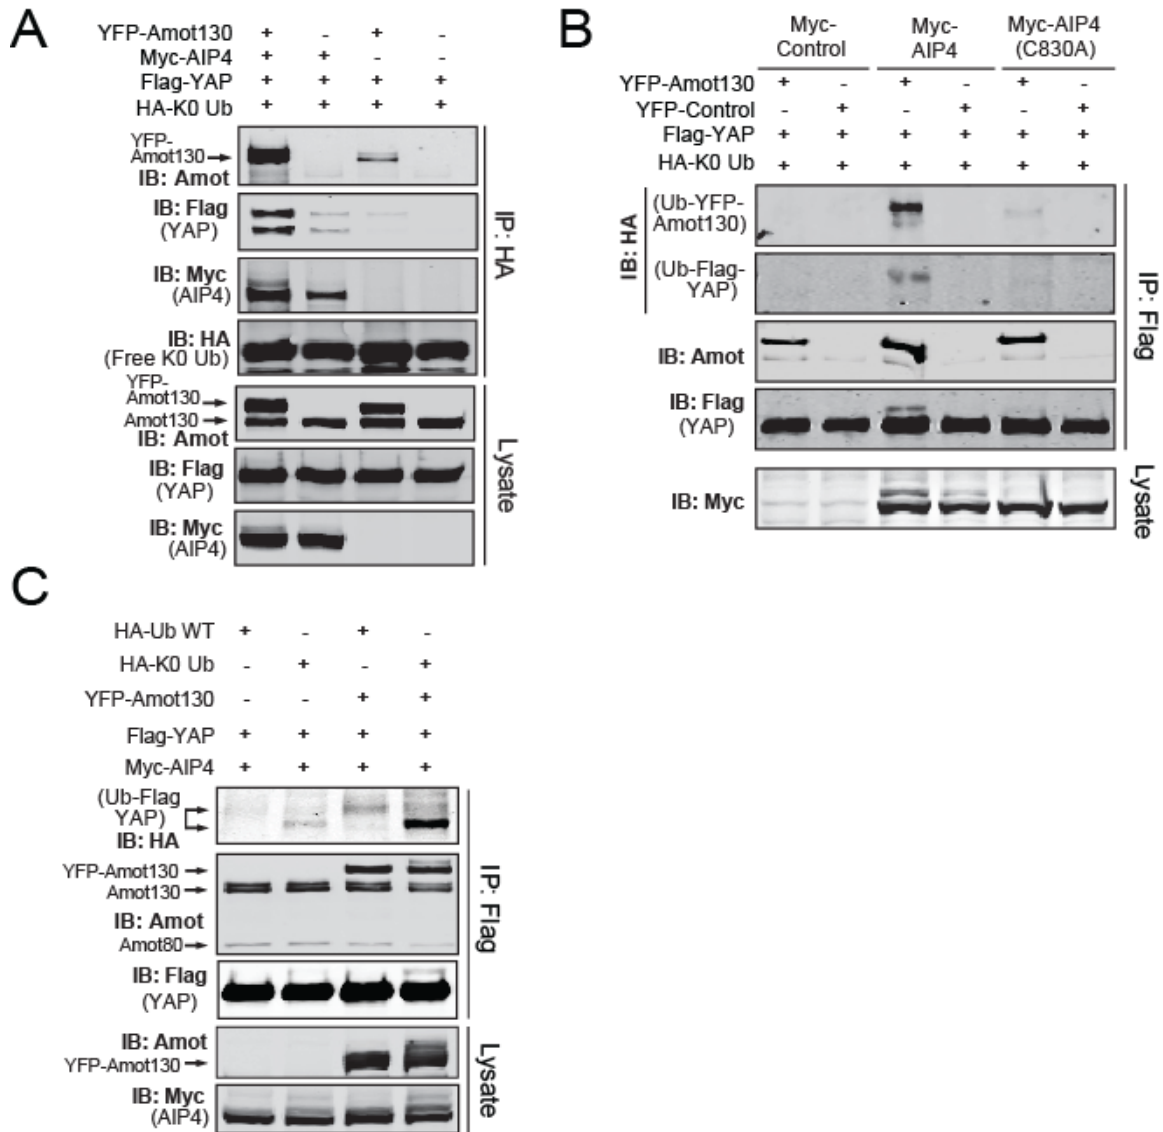 A
YFP-Amot130 + - + -
Myc-AIP4 + + - -
Flag-YAP + + + +
HA-K0 Ub + + + +
YFP-
Amot130
IB: Amot
IB: Flag
(YAP)
IB: Myc
(AIP4)
IB: HA
(Free K0 Ub)
IP: HA
YFP-
Amot130
Amot130
IB: Amot
IB: Flag
(YAP)
IB: Myc
(AIP4)
Lysate
B
Myc-
Control
Myc-
AIP4
Myc-AIP4
(C830A)
YFP-Amot130 + - + - + -
YFP-Control - + - + - +
Flag-YAP + + + + + +
HA-K0 Ub + + + + + +
IB: HA
(Ub-YFP-
Amot130)
(Ub-Flag-
YAP)
IB: Amot
IB: Flag
(YAP)
IP: Flag
IB: Myc
Lysate
C
HA-Ub WT + - + -
HA-K0 Ub - + - +
YFP-Amot130 - - + +
Flag-YAP + + + +
Myc-AIP4 + + + +
(Ub-Flag
YAP)
IB: HA
YFP-Amot130
Amot130
IB: Amot
Amot80
IB: Flag
(YAP)
IP: Flag
IB: Amot
YFP-Amot130
IB: Myc
(AIP4)
Lysate